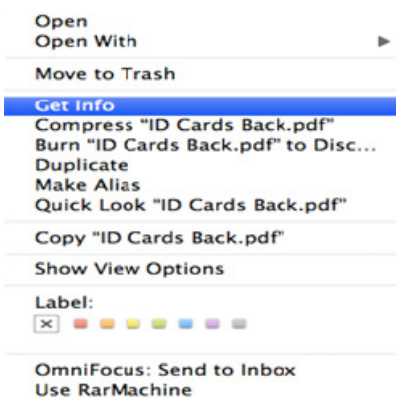 Open
Open With
Move to Trash
Get Info
Compress "ID Cards Back.pdf"
Burn "ID Cards Back.pdf" to Disc...
Duplicate
Make Alias
Quick Look "ID Cards Back.pdf"
Copy "ID Cards Back.pdf"
Show View Options
Label:
OmniFocus: Send to Inbox
Use RarMachine